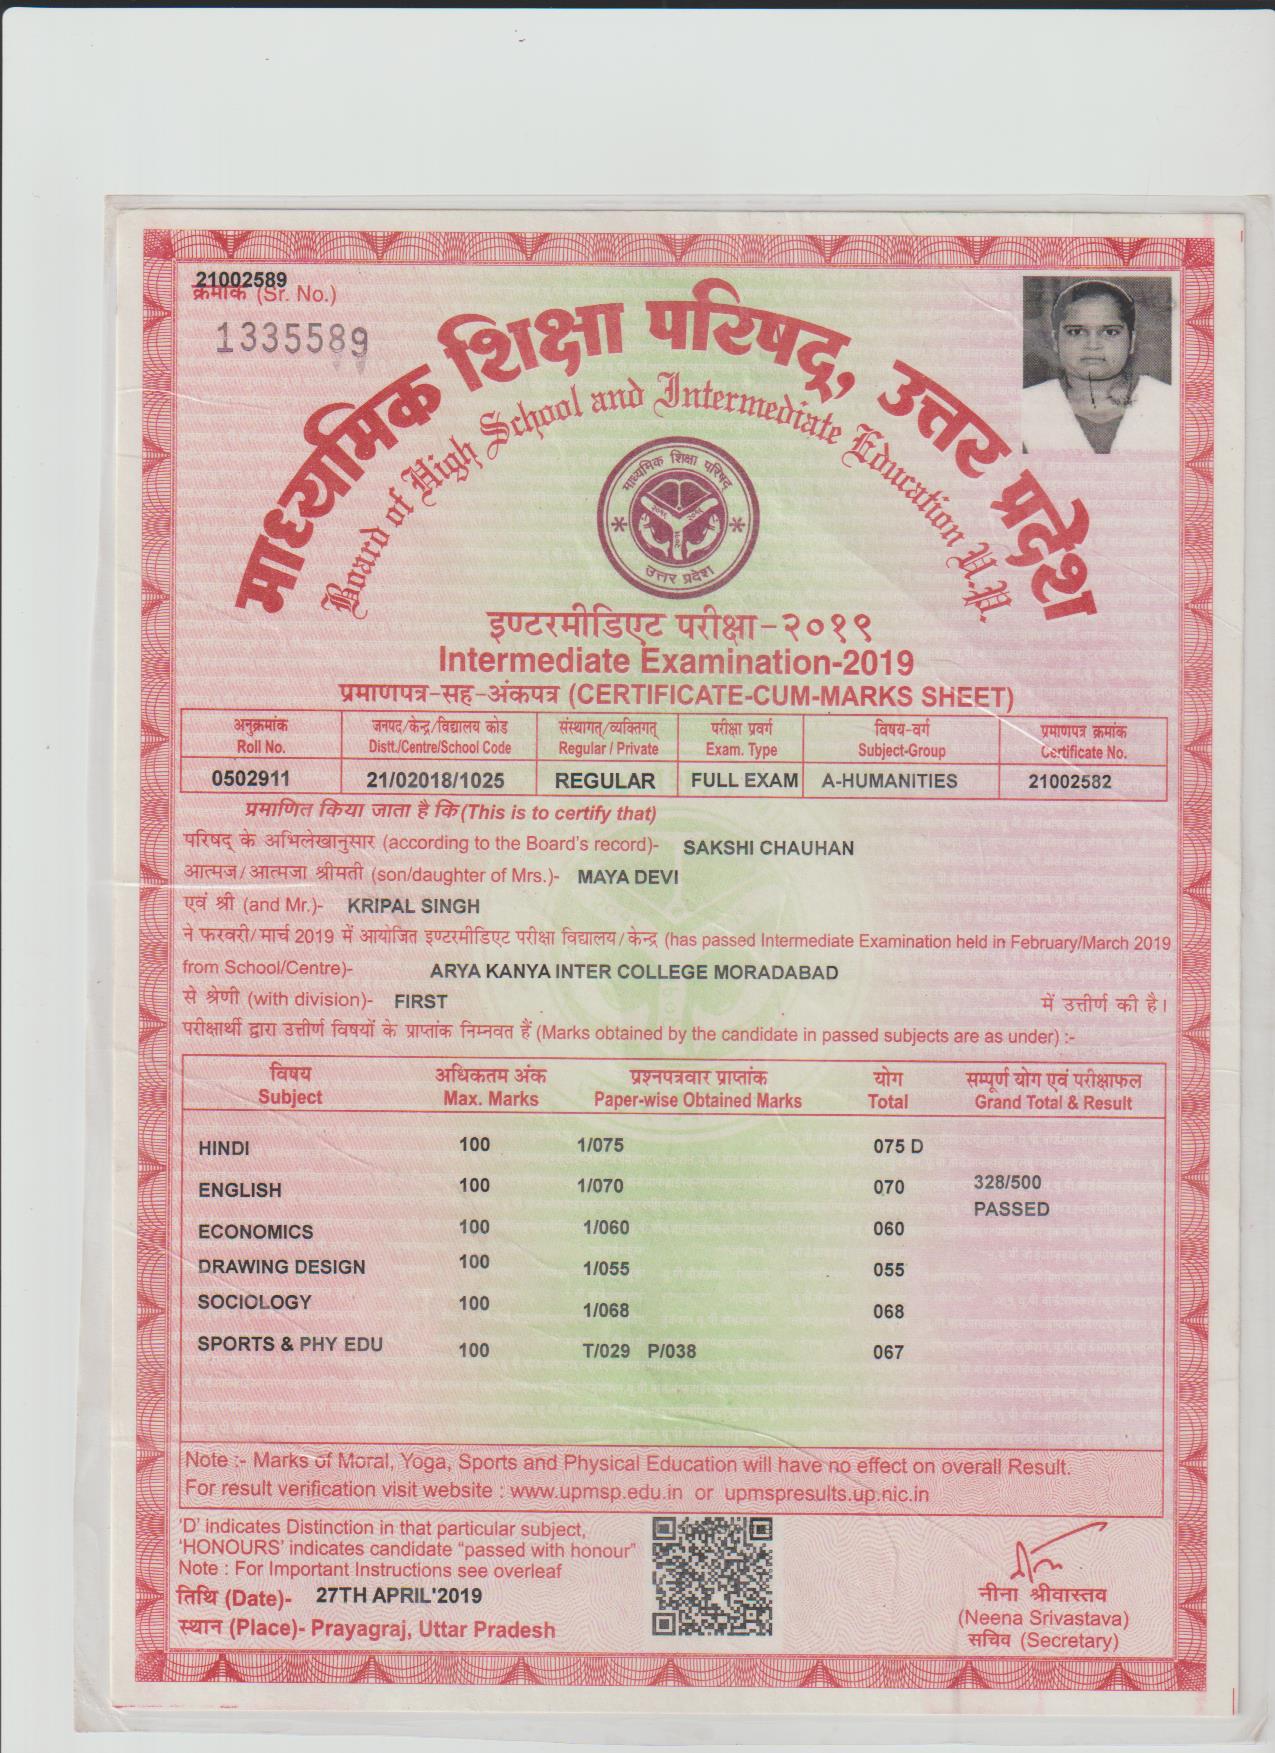 21002589
क्रमांक (Sr. No.)
1335589
माध्यमिक शिक्षा परिषद्, उत्तर प्रदेश
Board of High School and Intermediate Education U.P.
माध्यमिक शिक्षा परिषद्
उत्तर प्रदेश
इण्टरमीडिएट परीक्षा-२०१९
Intermediate Examination-2019
प्रमाणपत्र-सह-अंकपत्र (CERTIFICATE-CUM-MARKS SHEET)
अनुक्रमांक जनपद/केन्द्र/विद्यालय कोड संस्थागत्/व्यक्तिगत् परीक्षा प्रवर्ग विषय-वर्ग प्रमाणपत्र क्रमांक
Roll No. Distt./Centre/School Code Regular / Private Exam. Type Subject-Group Certificate No.
0502911 21/02018/1025 REGULAR FULL EXAM A-HUMANITIES 21002582
प्रमाणित किया जाता है कि (This is to certify that)
परिषद् के अभिलेखानुसार (according to the Board's record)- SAKSHI CHAUHAN
आत्मज/आत्मजा श्रीमती (son/daughter of Mrs.)- MAYA DEVI
एवं श्री (and Mr.)- KRIPAL SINGH
ने फरवरी/मार्च 2019 में आयोजित इण्टरमीडिएट परीक्षा विद्यालय/केन्द्र (has passed Intermediate Examination held in February/March 2019
from School/Centre)- ARYA KANYA INTER COLLEGE MORADABAD
से श्रेणी (with division)- FIRST में उत्तीर्ण की है।
परीक्षार्थी द्वारा उत्तीर्ण विषयों के प्राप्तांक निम्नवत हैं (Marks obtained by the candidate in passed subjects are as under) :-
विषय अधिकतम अंक प्रश्नपत्रवार प्राप्तांक योग सम्पूर्ण योग एवं परीक्षाफल
Subject Max. Marks Paper-wise Obtained Marks Total Grand Total & Result
HINDI 100 1/075 075 D
ENGLISH 100 1/070 070 328/500
PASSED
ECONOMICS 100 1/060 060
DRAWING DESIGN 100 1/055 055
SOCIOLOGY 100 1/068 068
SPORTS & PHY EDU 100 T/029 P/038 067
Note :- Marks of Moral, Yoga, Sports and Physical Education will have no effect on overall Result.
For result verification visit website : www.upmsp.edu.in or upmspresults.up.nic.in
'D' indicates Distinction in that particular subject,
'HONOURS' indicates candidate "passed with honour"
Note : For Important Instructions see overleaf
तिथि (Date)- 27TH APRIL'2019
स्थान (Place)- Prayagraj, Uttar Pradesh
नीना श्रीवास्तव
(Neena Srivastava)
सचिव (Secretary)